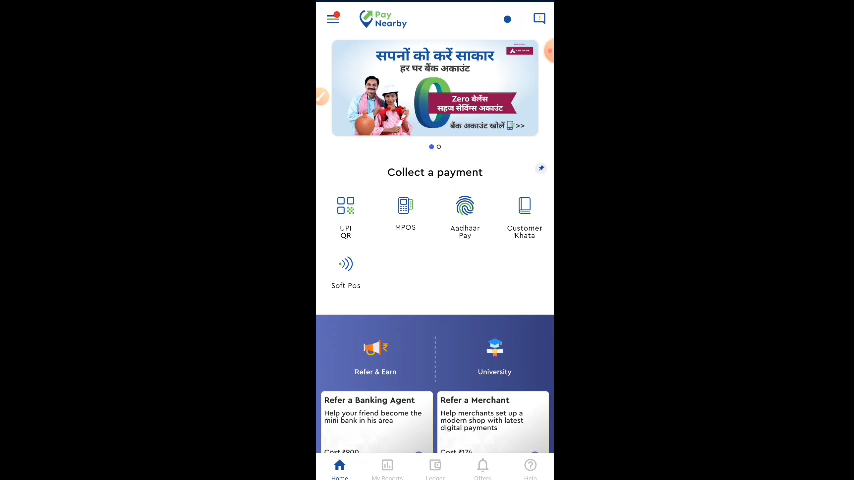 Pay
Nearby
सपनों को करें साकार
हर घर बैंक अकाउंट
Zero बेलेंस
सहज सेविंग्स अकाउंट
बैंक अकाउंट खोलें >>
Collect a payment
UPI
QR
MPOS
Aadhaar
Pay
Customer
Khata
Soft Pos
Refer & Earn
University
Refer a Banking Agent
Help your friend become the
mini bank in his area
Refer a Merchant
Help merchants set up a
modern shop with latest
digital payments
Home
My Reports
Ledger
Offers
Help